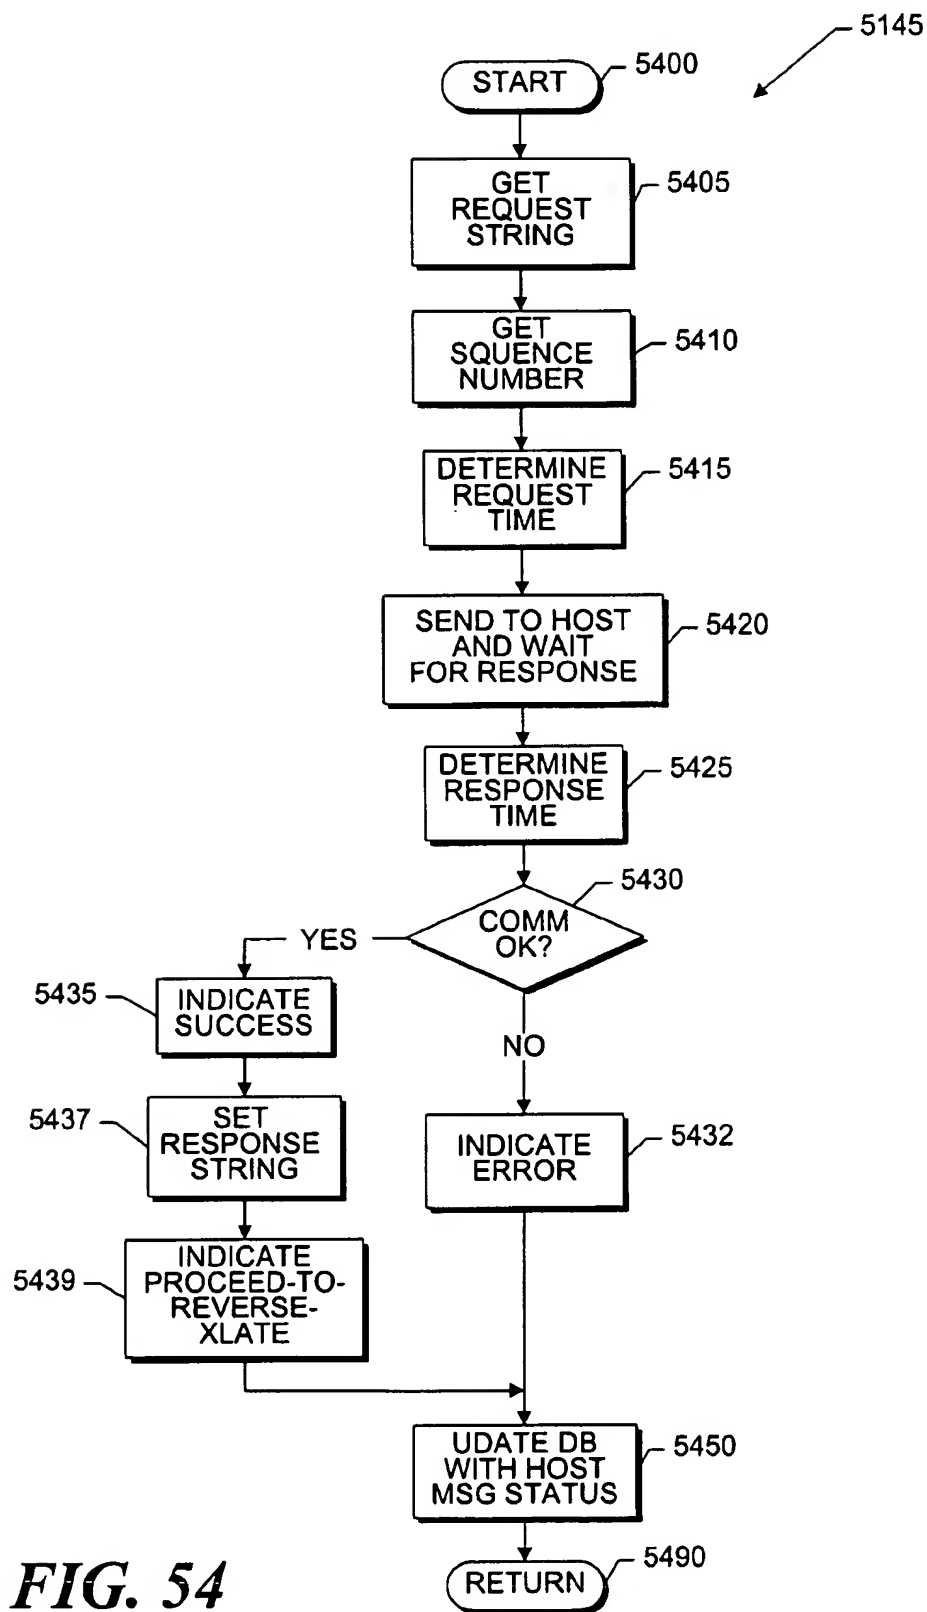 5145
START
5400
GET
REQUEST
STRING
5405
GET
SQUENCE
NUMBER
5410
DETERMINE
REQUEST
TIME
5415
SEND TO HOST
AND WAIT
FOR RESPONSE
5420
DETERMINE
RESPONSE
TIME
5425
COMM
OK?
5430
YES
NO
5435
INDICATE
SUCCESS
5437
SET
RESPONSE
STRING
5439
INDICATE
PROCEED-TO-
REVERSE-
XLATE
INDICATE
ERROR
5432
UDATE DB
WITH HOST
MSG STATUS
5450
RETURN
5490
FIG. 54